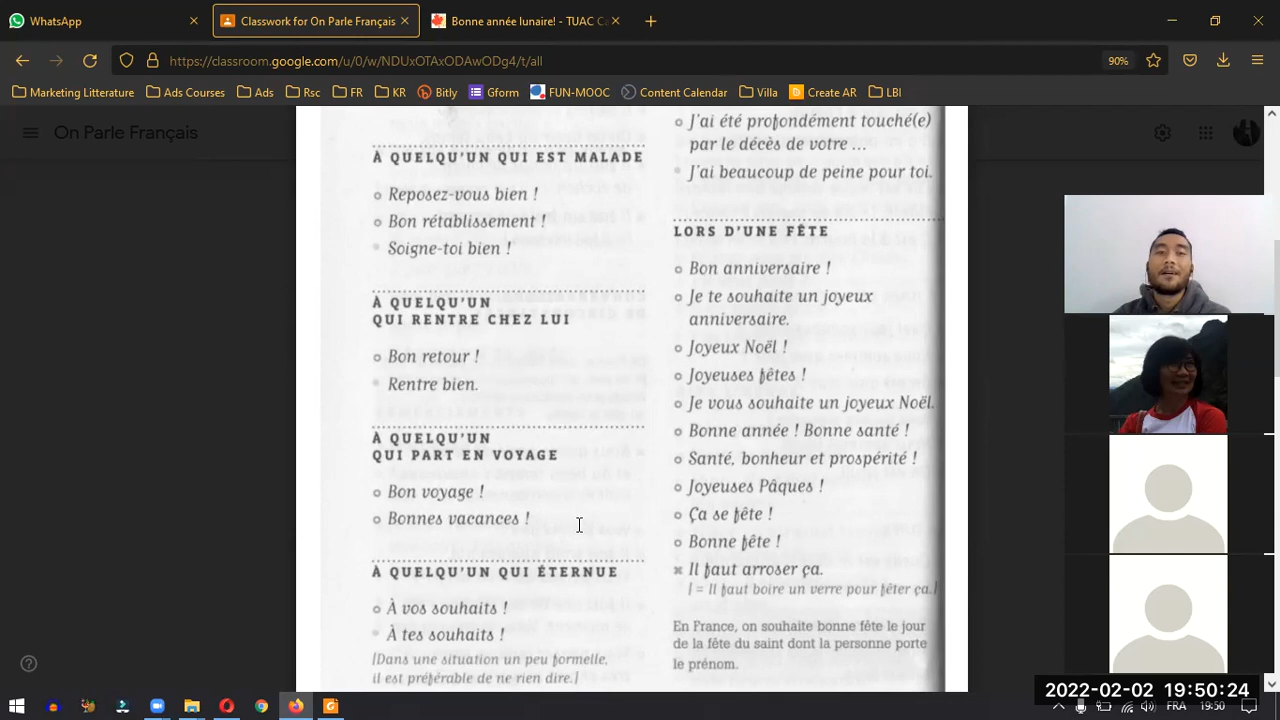 WhatsApp
Classwork for On Parle Français
Bonne année lunaire! - TUAC Ca
https://classroom.google.com/u/0/w/NDUxOTAxODAwODg4/t/all
90%
Marketing Litterature
Ads Courses
Ads
Rsc
FR
KR
Bitly
Gform
FUN-MOOC
Content Calendar
Villa
Create AR
LBI
On Parle Français
À QUELQU'UN QUI EST MALADE
Reposez-vous bien !
Bon rétablissement !
Soigne-toi bien !
À QUELQU'UN
QUI RENTRE CHEZ LUI
Bon retour !
Rentre bien.
À QUELQU'UN
QUI PART EN VOYAGE
Bon voyage !
Bonnes vacances !
À QUELQU'UN QUI ÉTERNUE
À vos souhaits !
À tes souhaits !
[Dans une situation un peu formelle,
il est préférable de ne rien dire.]
J'ai été profondément touché(e)
par le décès de votre ...
J'ai beaucoup de peine pour toi.
LORS D'UNE FÊTE
Bon anniversaire !
Je te souhaite un joyeux
anniversaire.
Joyeux Noël !
Joyeuses fêtes !
Je vous souhaite un joyeux Noël.
Bonne année ! Bonne santé !
Santé, bonheur et prospérité !
Joyeuses Pâques !
Ça se fête !
Bonne fête !
Il faut arroser ça.
[ = Il faut boire un verre pour fêter ça.]
En France, on souhaite bonne fête le jour
de la fête du saint dont la personne porte
le prénom.
2022-02-02 19:50:24
FRA
19:50